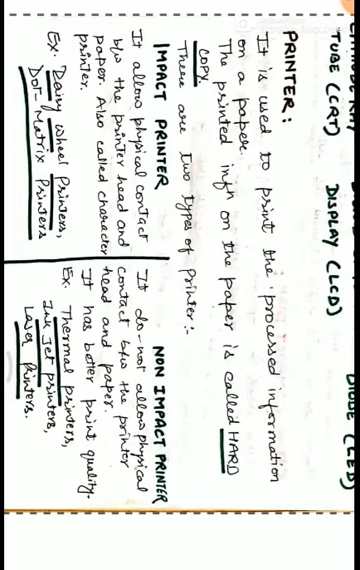 TUBE (CRT) DISPLAY (LCD) DIODE (LED)
PRINTER:
It is used to print the processed information
on a paper.
The printed infⁿ on the paper is called HARD
COPY.
There are two types of Printer:-
IMPACT PRINTER
It allow physical contact
b/w the printer head and
paper. Also called character
printer.
Ex: Daisy wheel Printers,
Dot-Matrix Printers
NON IMPACT PRINTER
It do-not allow physical
contact b/w the printer
head and paper.
It has better print quality.
Ex: Thermal printers,
Ink Jet printers,
Laser Printers.